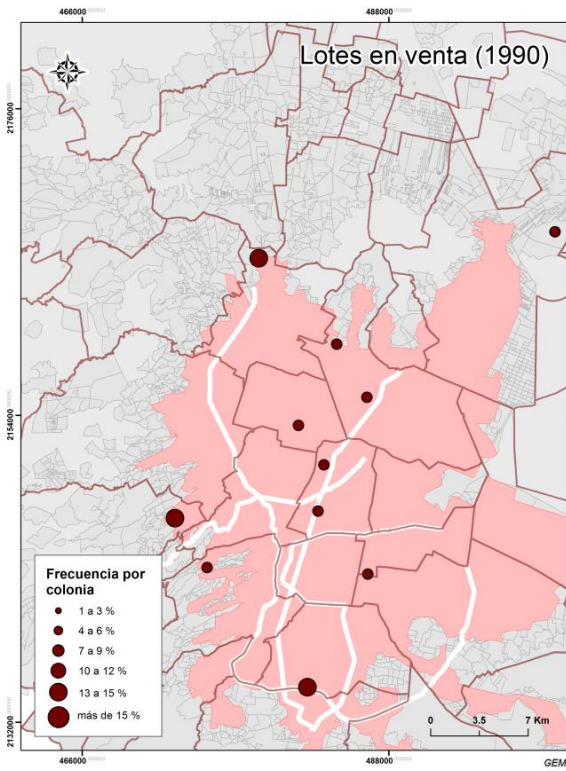 466000
488000
Lotes en venta (1990)
2176000
2154000
Frecuencia por
colonia
1 a 3 %
4 a 6 %
7 a 9 %
10 a 12 %
13 a 15 %
más de 15 %
0 3.5 7 Km
2132000
466000
488000
GEM